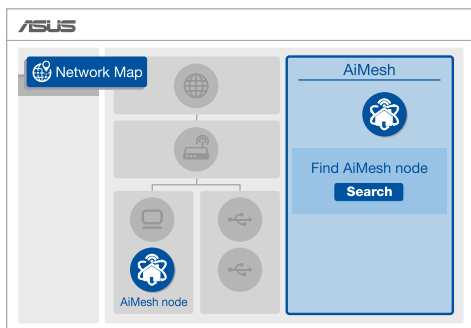 ASUS
Network Map
AiMesh
Find AiMesh node
Search
AiMesh node